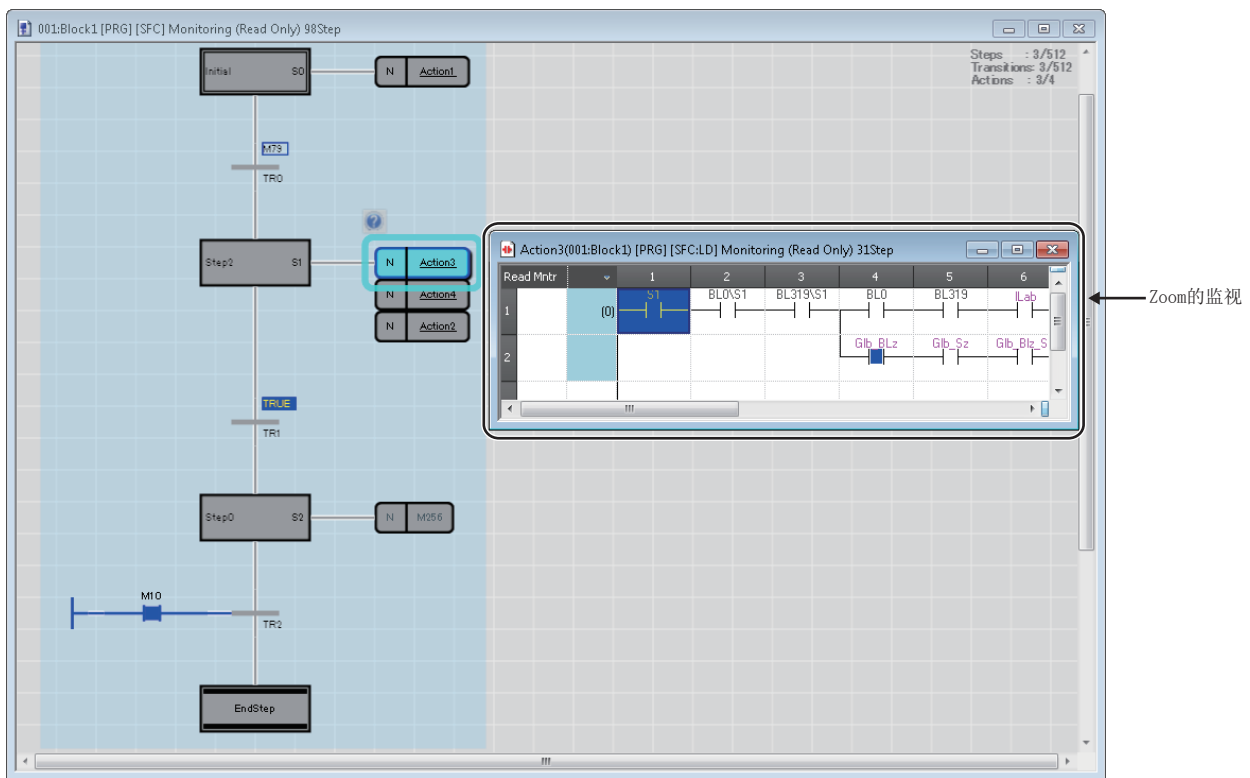 001:Block1 [PRG] [SFC] Monitoring (Read Only) 98Step
Steps : 3/512
Transitions: 3/512
Actions : 3/4
Initial S0
N Action1
M79
TR0
Step2 S1
N Action3
N Action4
N Action2
Action3(001:Block1) [PRG] [SFC:LD] Monitoring (Read Only) 31Step
Read Mntr 1 2 3 4 5 6
1 (0) S1 BL0\S1 BL319\S1 BL0 BL319 lLab
2 Glb_BLz Glb_Sz Glb_Blz_S
Zoom的监视
TRUE
TR1
Step0 S2
N M256
M10
TR2
EndStep